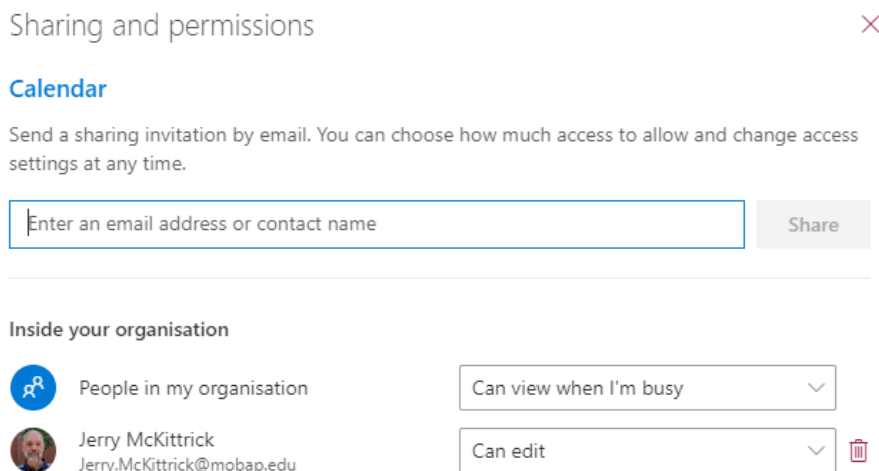 Sharing and permissions
Calendar
Send a sharing invitation by email. You can choose how much access to allow and change access
settings at any time.
Enter an email address or contact name
Share
Inside your organisation
People in my organisation
Can view when I'm busy
Jerry McKittrick
Jerry.McKittrick@mobap.edu
Can edit